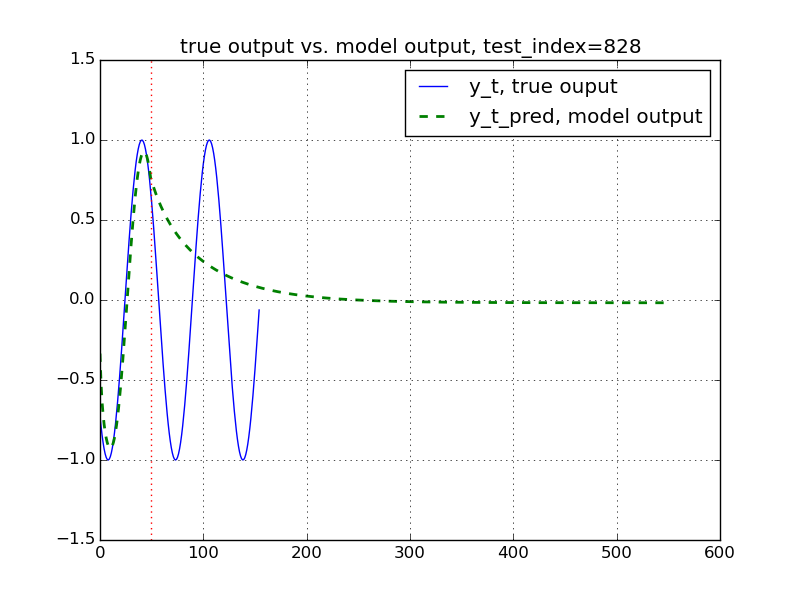 true output vs. model output, test_index=828
y_t, true ouput
y_t_pred, model output
1.5
1.0
0.5
0.0
−0.5
−1.0
−1.5
0 100 200 300 400 500 600